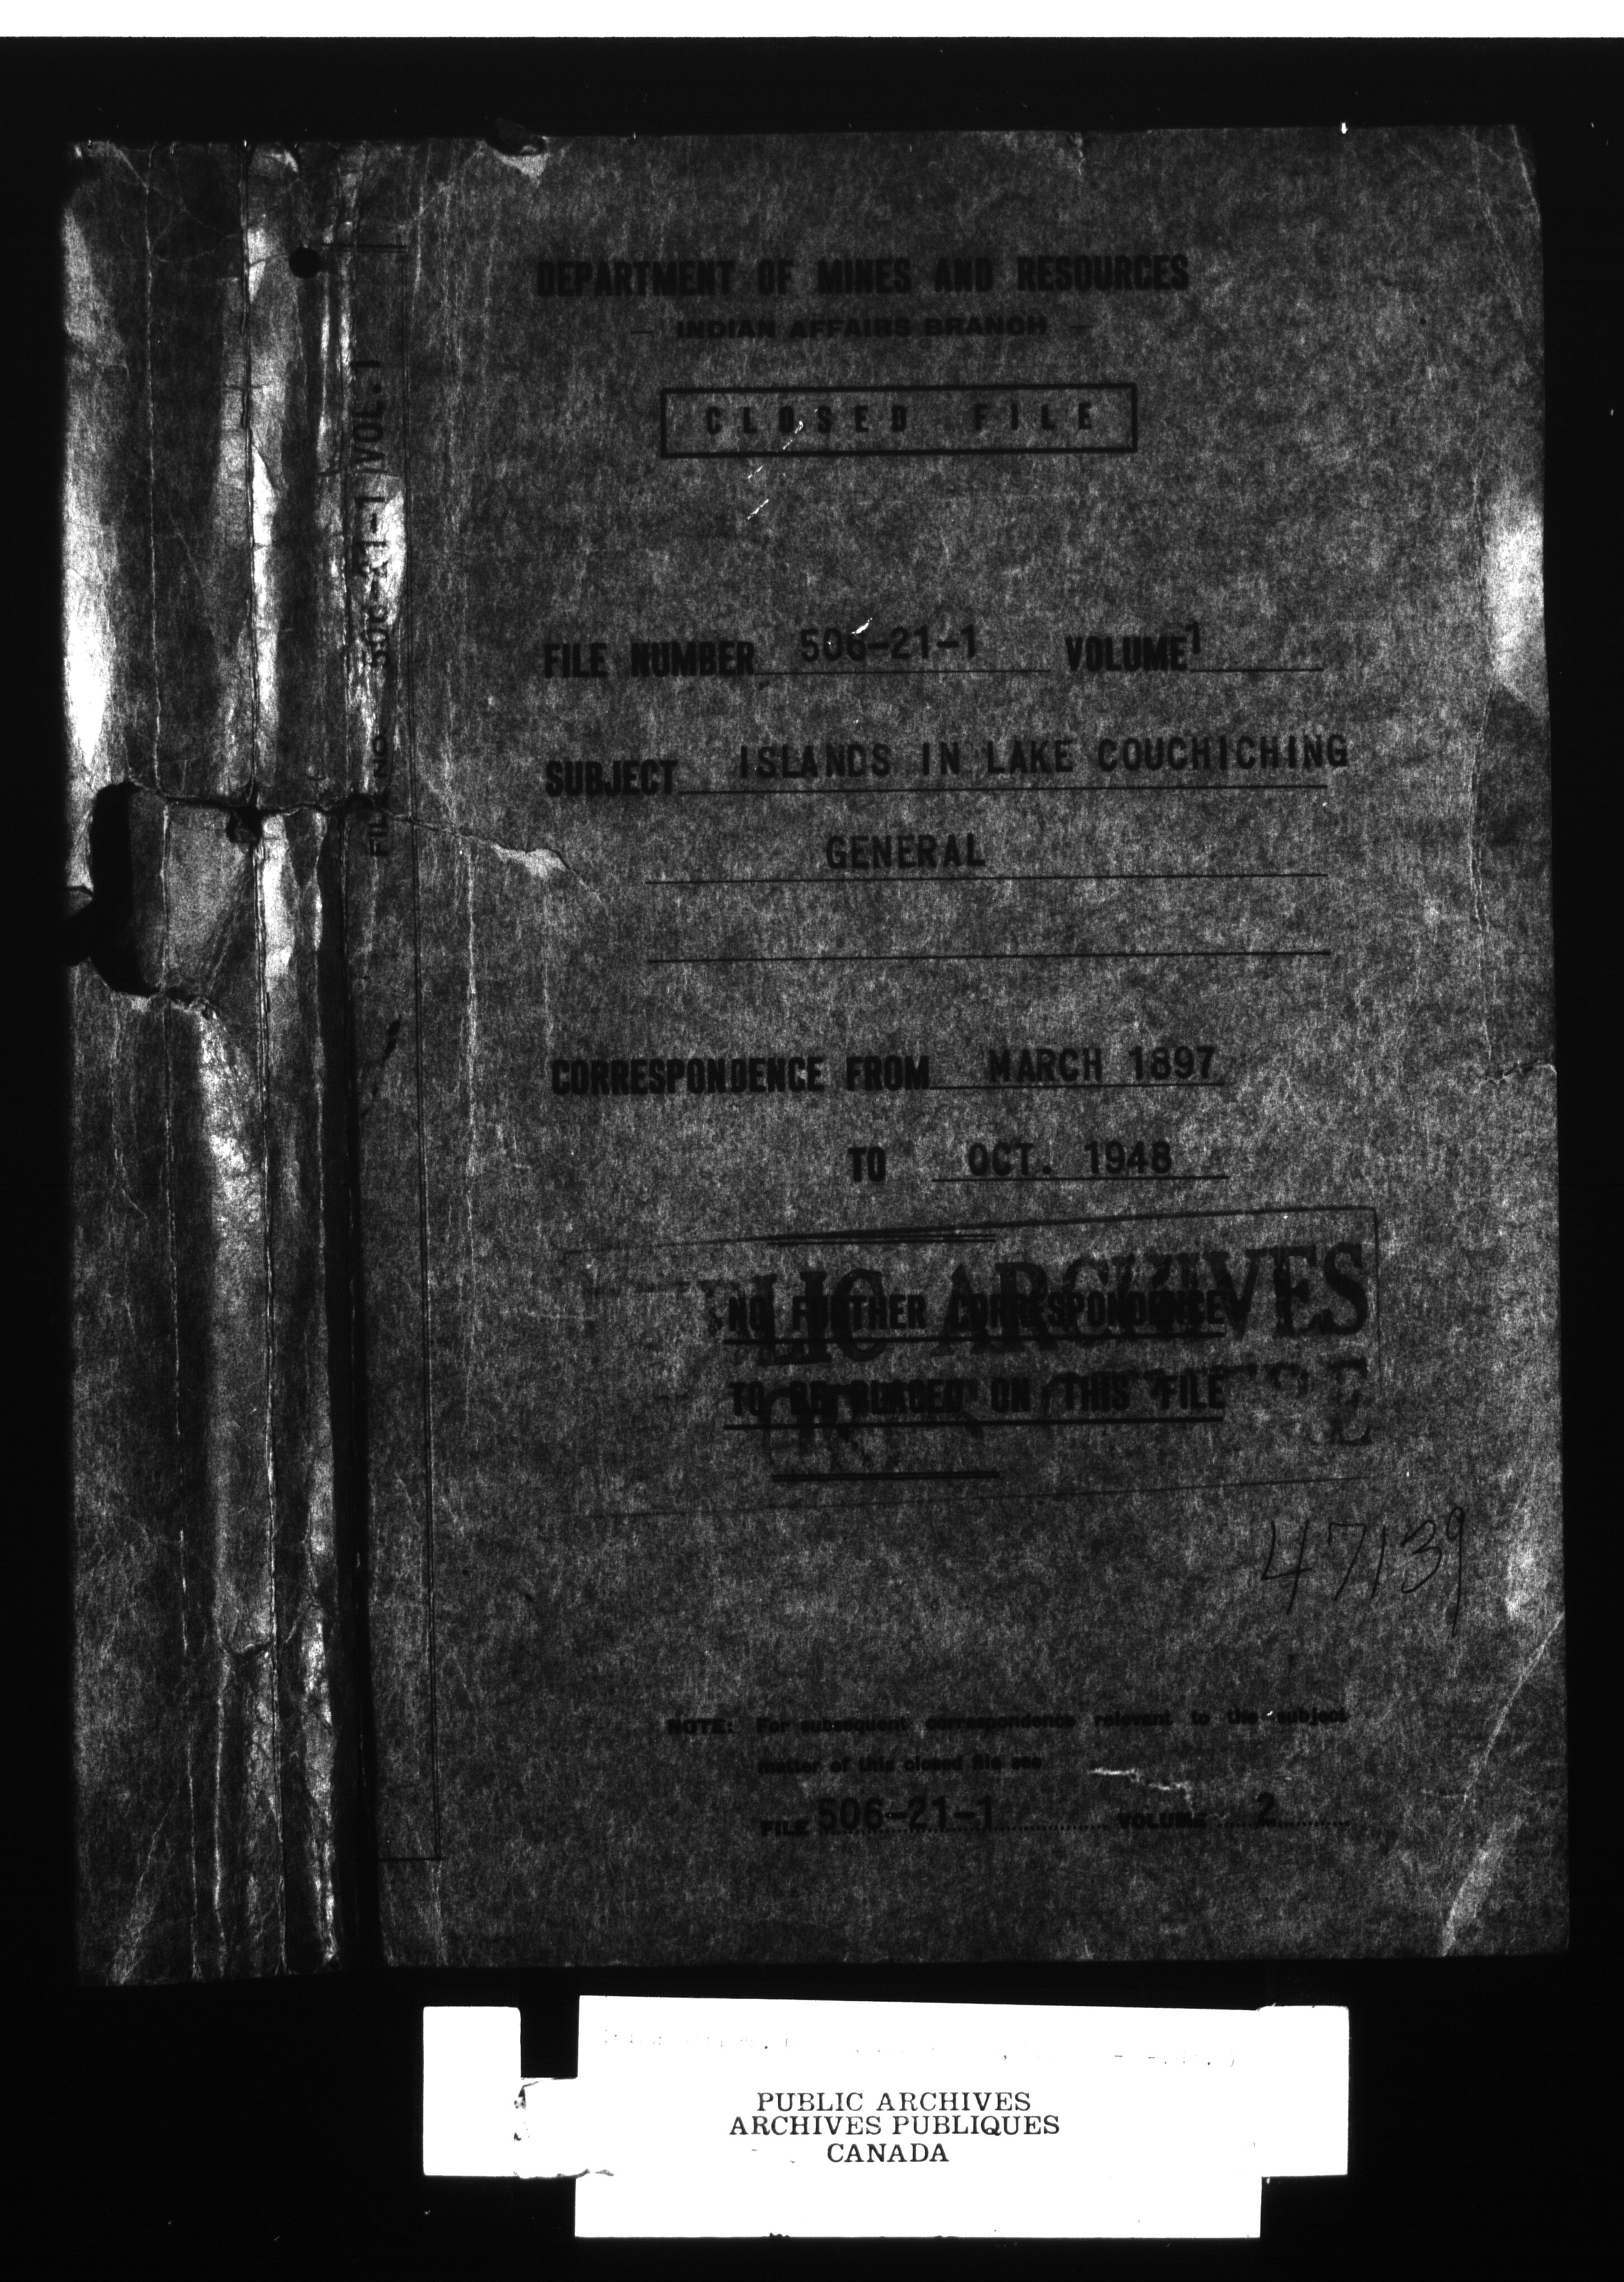 DEPARTMENT OF MINES AND RESOURCES
— INDIAN AFFAIRS BRANCH —
CLOSED FILE
FILE NO. 506-21-1 VOL. 1
FILE NUMBER 506-21-1 VOLUME 1
SUBJECT ISLANDS IN LAKE COUCHICHING
GENERAL
CORRESPONDENCE FROM MARCH 1897
TO OCT. 1948
ARCHIVES
NO FURTHER CORRESPONDENCE
TO BE PLACED ON THIS FILE
47139
NOTE: For subsequent correspondence relevant to the subject
matter of this closed file see
FILE 506-21-1 VOLUME 2
PUBLIC ARCHIVES
ARCHIVES PUBLIQUES
CANADA